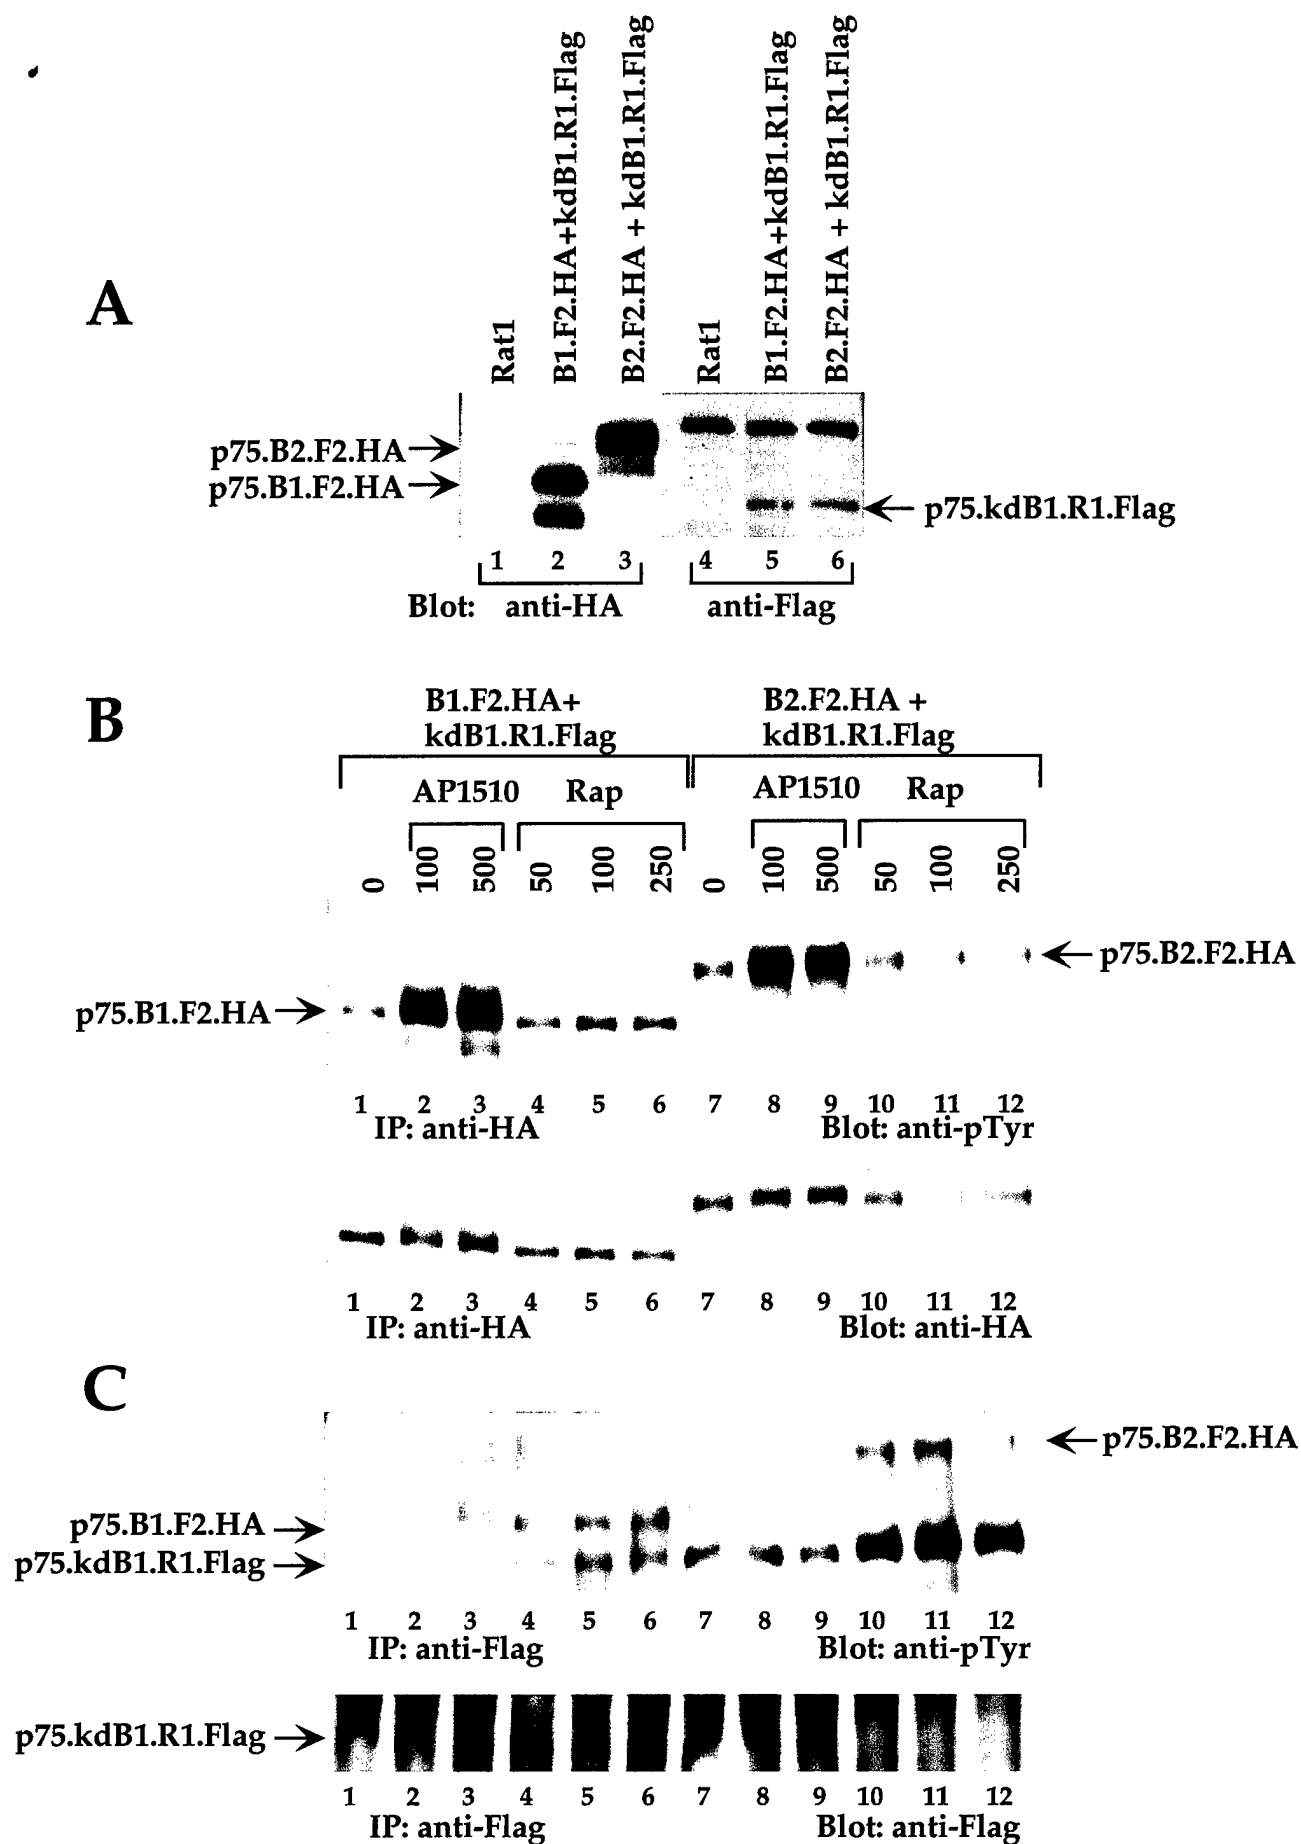 A
Rat1
B1.F2.HA+kdB1.R1.Flag
B2.F2.HA + kdB1.R1.Flag
Rat1
B1.F2.HA+kdB1.R1.Flag
B2.F2.HA + kdB1.R1.Flag
p75.B2.F2.HA
p75.B1.F2.HA
p75.kdB1.R1.Flag
1 2 3 4 5 6
Blot: anti-HA anti-Flag
B
B1.F2.HA+
kdB1.R1.Flag
B2.F2.HA +
kdB1.R1.Flag
AP1510 Rap AP1510 Rap
0 100 500 50 100 250 0 100 500 50 100 250
p75.B2.F2.HA
p75.B1.F2.HA
1 2 3 4 5 6 7 8 9 10 11 12
IP: anti-HA Blot: anti-pTyr
1 2 3 4 5 6 7 8 9 10 11 12
IP: anti-HA Blot: anti-HA
C
p75.B2.F2.HA
p75.B1.F2.HA
p75.kdB1.R1.Flag
1 2 3 4 5 6 7 8 9 10 11 12
IP: anti-Flag Blot: anti-pTyr
p75.kdB1.R1.Flag
1 2 3 4 5 6 7 8 9 10 11 12
IP: anti-Flag Blot: anti-Flag